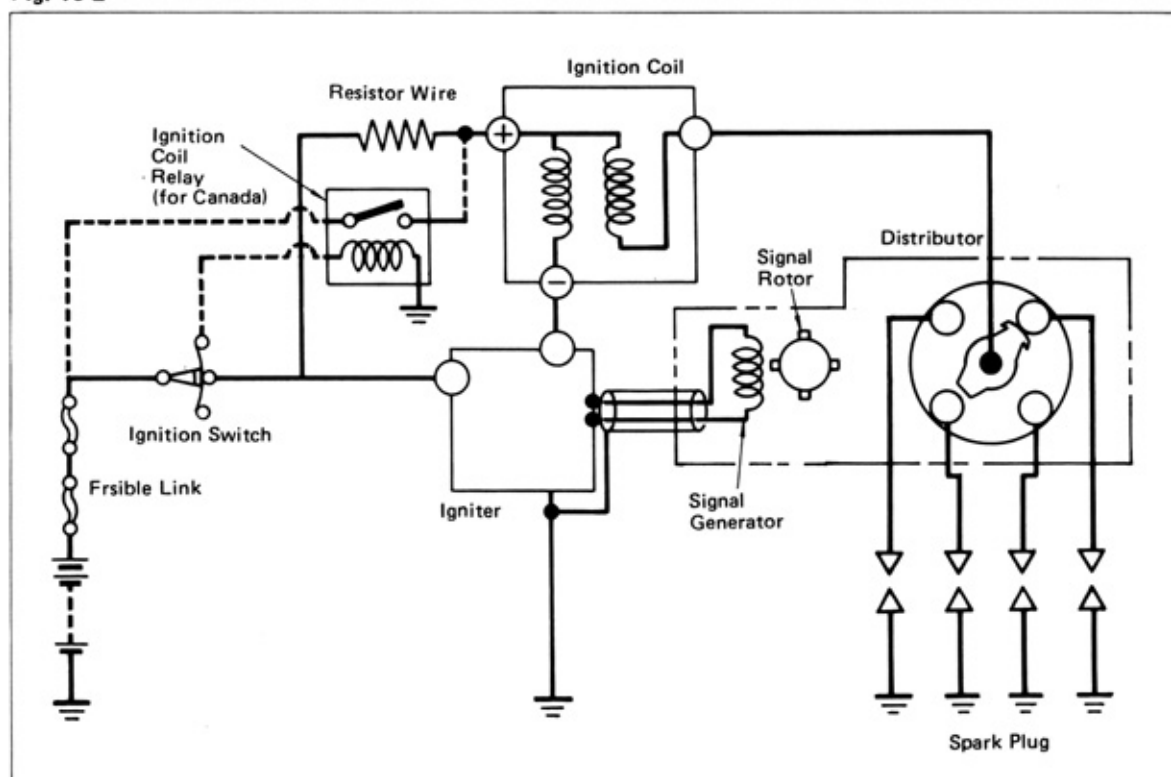 Ignition Coil
Resistor Wire
Ignition
Coil
Relay
(for Canada)
+
Distributor
Signal
Rotor
−
Ignition Switch
Frsible Link
Igniter
Signal
Generator
Spark Plug